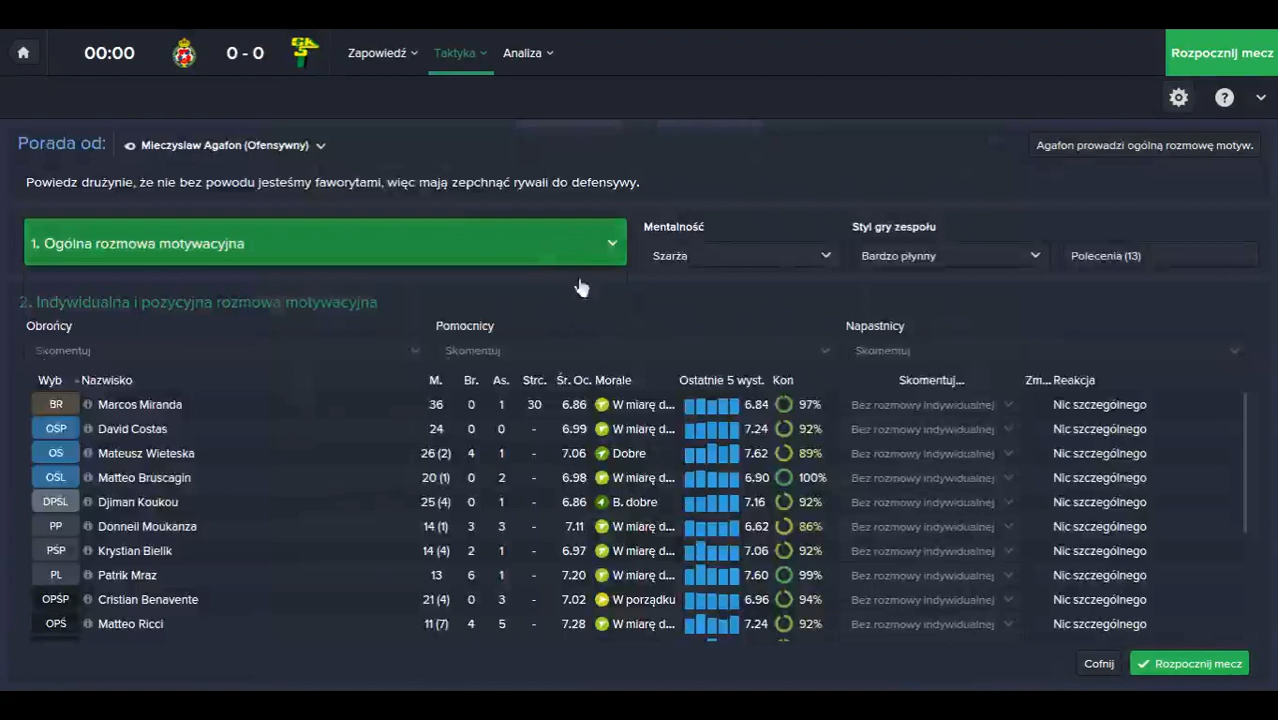 00:00 0 - 0 Zapowiedź Taktyka Analiza Rozpocznij mecz
Porada od: Mieczyslaw Agafon (Ofensywny) Agafon prowadzi ogólną rozmowę motyw.
Powiedz drużynie, że nie bez powodu jesteśmy faworytami, więc mają zepchnąć rywali do defensywy.
1. Ogólna rozmowa motywacyjna
Mentalność Styl gry zespołu
Szarża Bardzo płynny Polecenia (13)
2. Indywidualna i pozycyjna rozmowa motywacyjna
Obrońcy Pomocnicy Napastnicy
Skomentuj Skomentuj Skomentuj
Wyb Nazwisko M. Br. As. Strc. Śr. Oc. Morale Ostatnie 5 wyst. Kon Skomentuj... Zm... Reakcja
BR Marcos Miranda 36 0 1 30 6.86 W miarę d... 6.84 97% Bez rozmowy indywidualnej Nic szczególnego
OŚP David Costas 24 0 0 - 6.99 W miarę d... 7.24 92% Bez rozmowy indywidualnej Nic szczególnego
OŚ Mateusz Wieteska 26 (2) 4 1 - 7.06 Dobre 7.62 89% Bez rozmowy indywidualnej Nic szczególnego
OŚL Matteo Bruscagin 20 (1) 0 2 - 6.98 W miarę d... 6.90 100% Bez rozmowy indywidualnej Nic szczególnego
DPŚL Djiman Koukou 25 (4) 0 1 - 6.86 B. dobre 7.16 92% Bez rozmowy indywidualnej Nic szczególnego
PP Donneil Moukanza 14 (1) 3 3 - 7.11 W miarę d... 6.62 86% Bez rozmowy indywidualnej Nic szczególnego
PŚP Krystian Bielik 14 (4) 2 1 - 6.97 W miarę d... 7.06 92% Bez rozmowy indywidualnej Nic szczególnego
PL Patrik Mraz 13 6 1 - 7.20 W miarę d... 7.60 99% Bez rozmowy indywidualnej Nic szczególnego
OPŚP Cristian Benavente 21 (4) 0 3 - 7.02 W porządku 6.96 94% Bez rozmowy indywidualnej Nic szczególnego
OPŚ Matteo Ricci 11 (7) 4 5 - 7.28 W miarę d... 7.24 92% Bez rozmowy indywidualnej Nic szczególnego
Cofnij Rozpocznij mecz